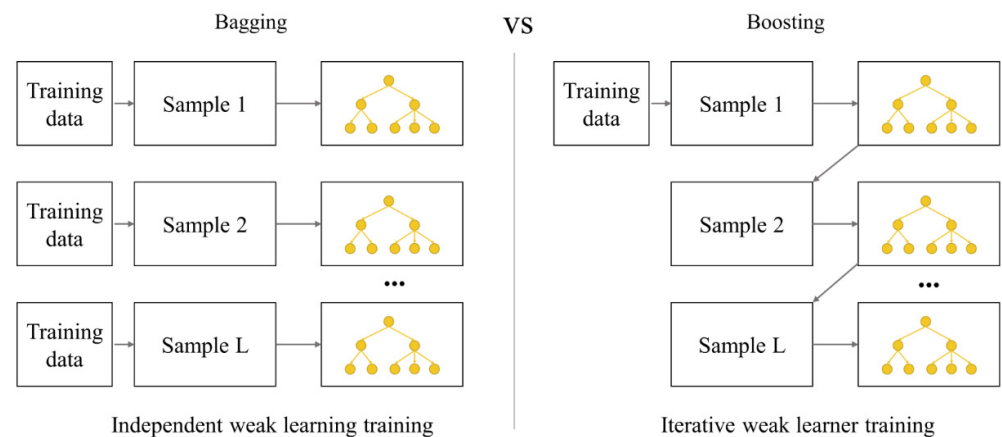 Bagging
VS
Boosting
Training
data
Sample 1
Training
data
Sample 1
Training
data
Sample 2
Sample 2
...
...
Training
data
Sample L
Sample L
Independent weak learning training
Iterative weak learner training